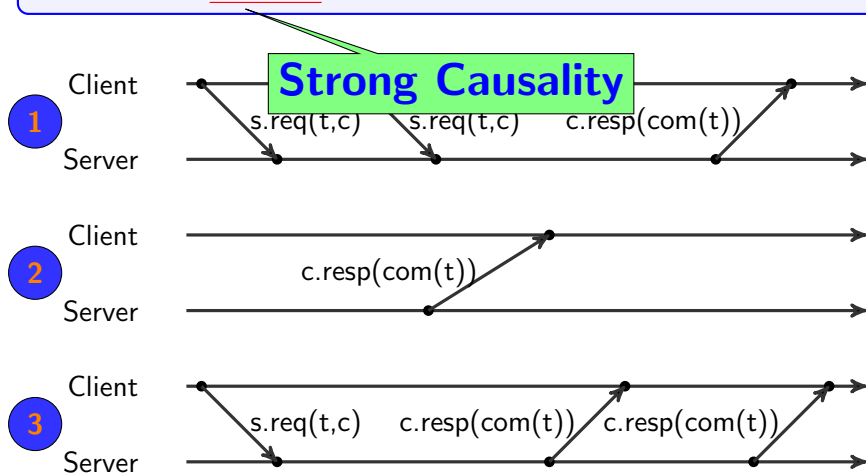 Strong Causality
Client
1
s.req(t,c) s.req(t,c) c.resp(com(t))
Server
Client
2
c.resp(com(t))
Server
Client
3
s.req(t,c) c.resp(com(t)) c.resp(com(t))
Server